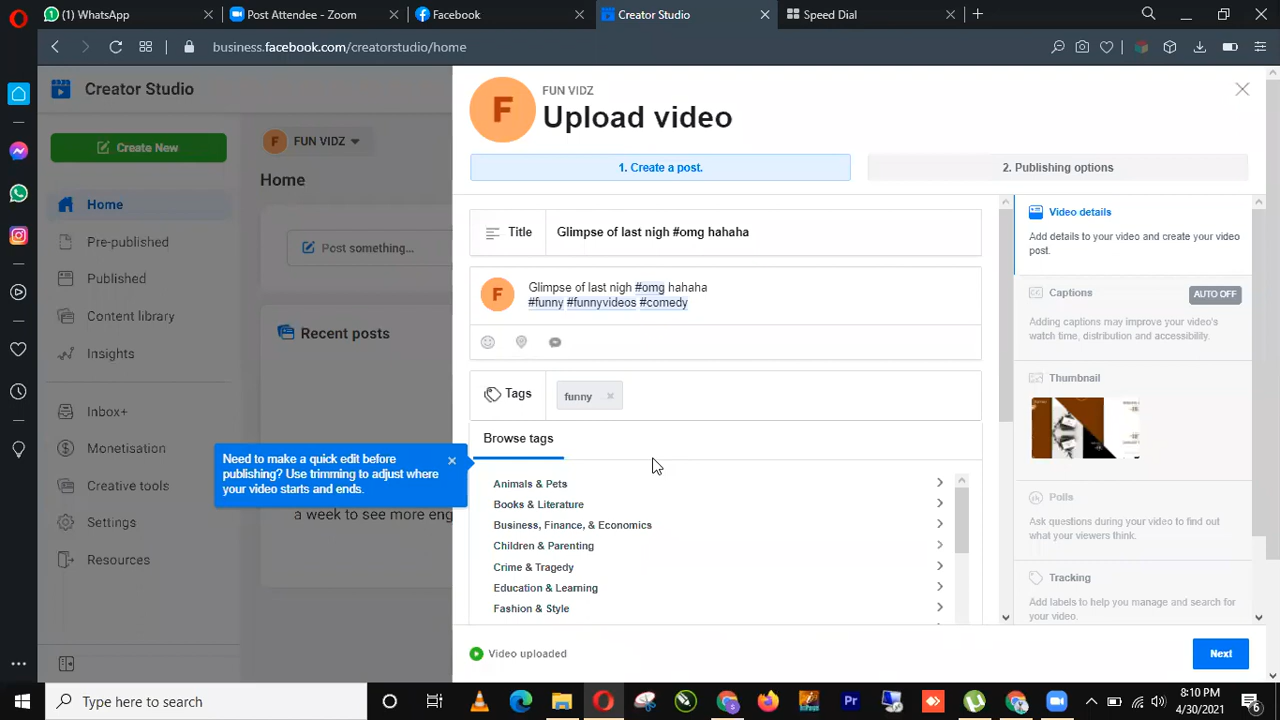 WhatsApp
Post Attendee - Zoom
Facebook
Creator Studio
Speed Dial
business.facebook.com/creatorstudio/home
Creator Studio
Create New
Home
Pre-published
Published
Content library
Insights
Inbox+
Monetisation
Creative tools
Settings
Resources
F FUN VIDZ
Home
Post something...
Recent posts
a week to see more eng
Need to make a quick edit before
publishing? Use trimming to adjust where
your video starts and ends.
F
FUN VIDZ
Upload video
1. Create a post.
2. Publishing options
Title
Glimpse of last nigh #omg hahaha
F
Glimpse of last nigh #omg hahaha
#funny #funnyvideos #comedy
Tags
funny
Browse tags
Animals & Pets
Books & Literature
Business, Finance, & Economics
Children & Parenting
Crime & Tragedy
Education & Learning
Fashion & Style
Video details
Add details to your video and create your video
post.
Captions
AUTO OFF
Adding captions may improve your video's
watch time, distribution and accessibility.
Thumbnail
Polls
Ask questions during your video to find out
what your viewers think.
Tracking
Add labels to help you manage and search for
your video.
Video uploaded
Next
Type here to search
Pr
8:10 PM
4/30/2021
6